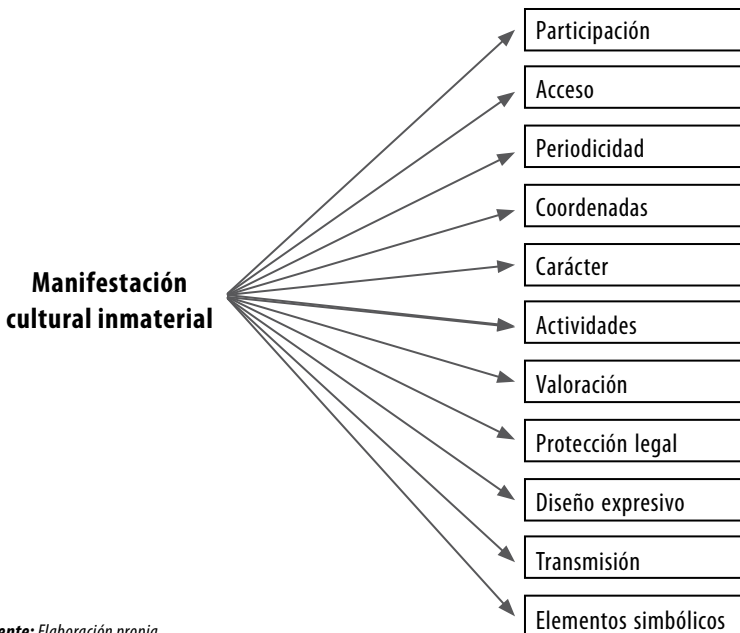 Participación
Acceso
Periodicidad
Coordenadas
Carácter
Manifestación
cultural inmaterial
Actividades
Valoración
Protección legal
Diseño expresivo
Transmisión
Elementos simbólicos
Elaboración propia